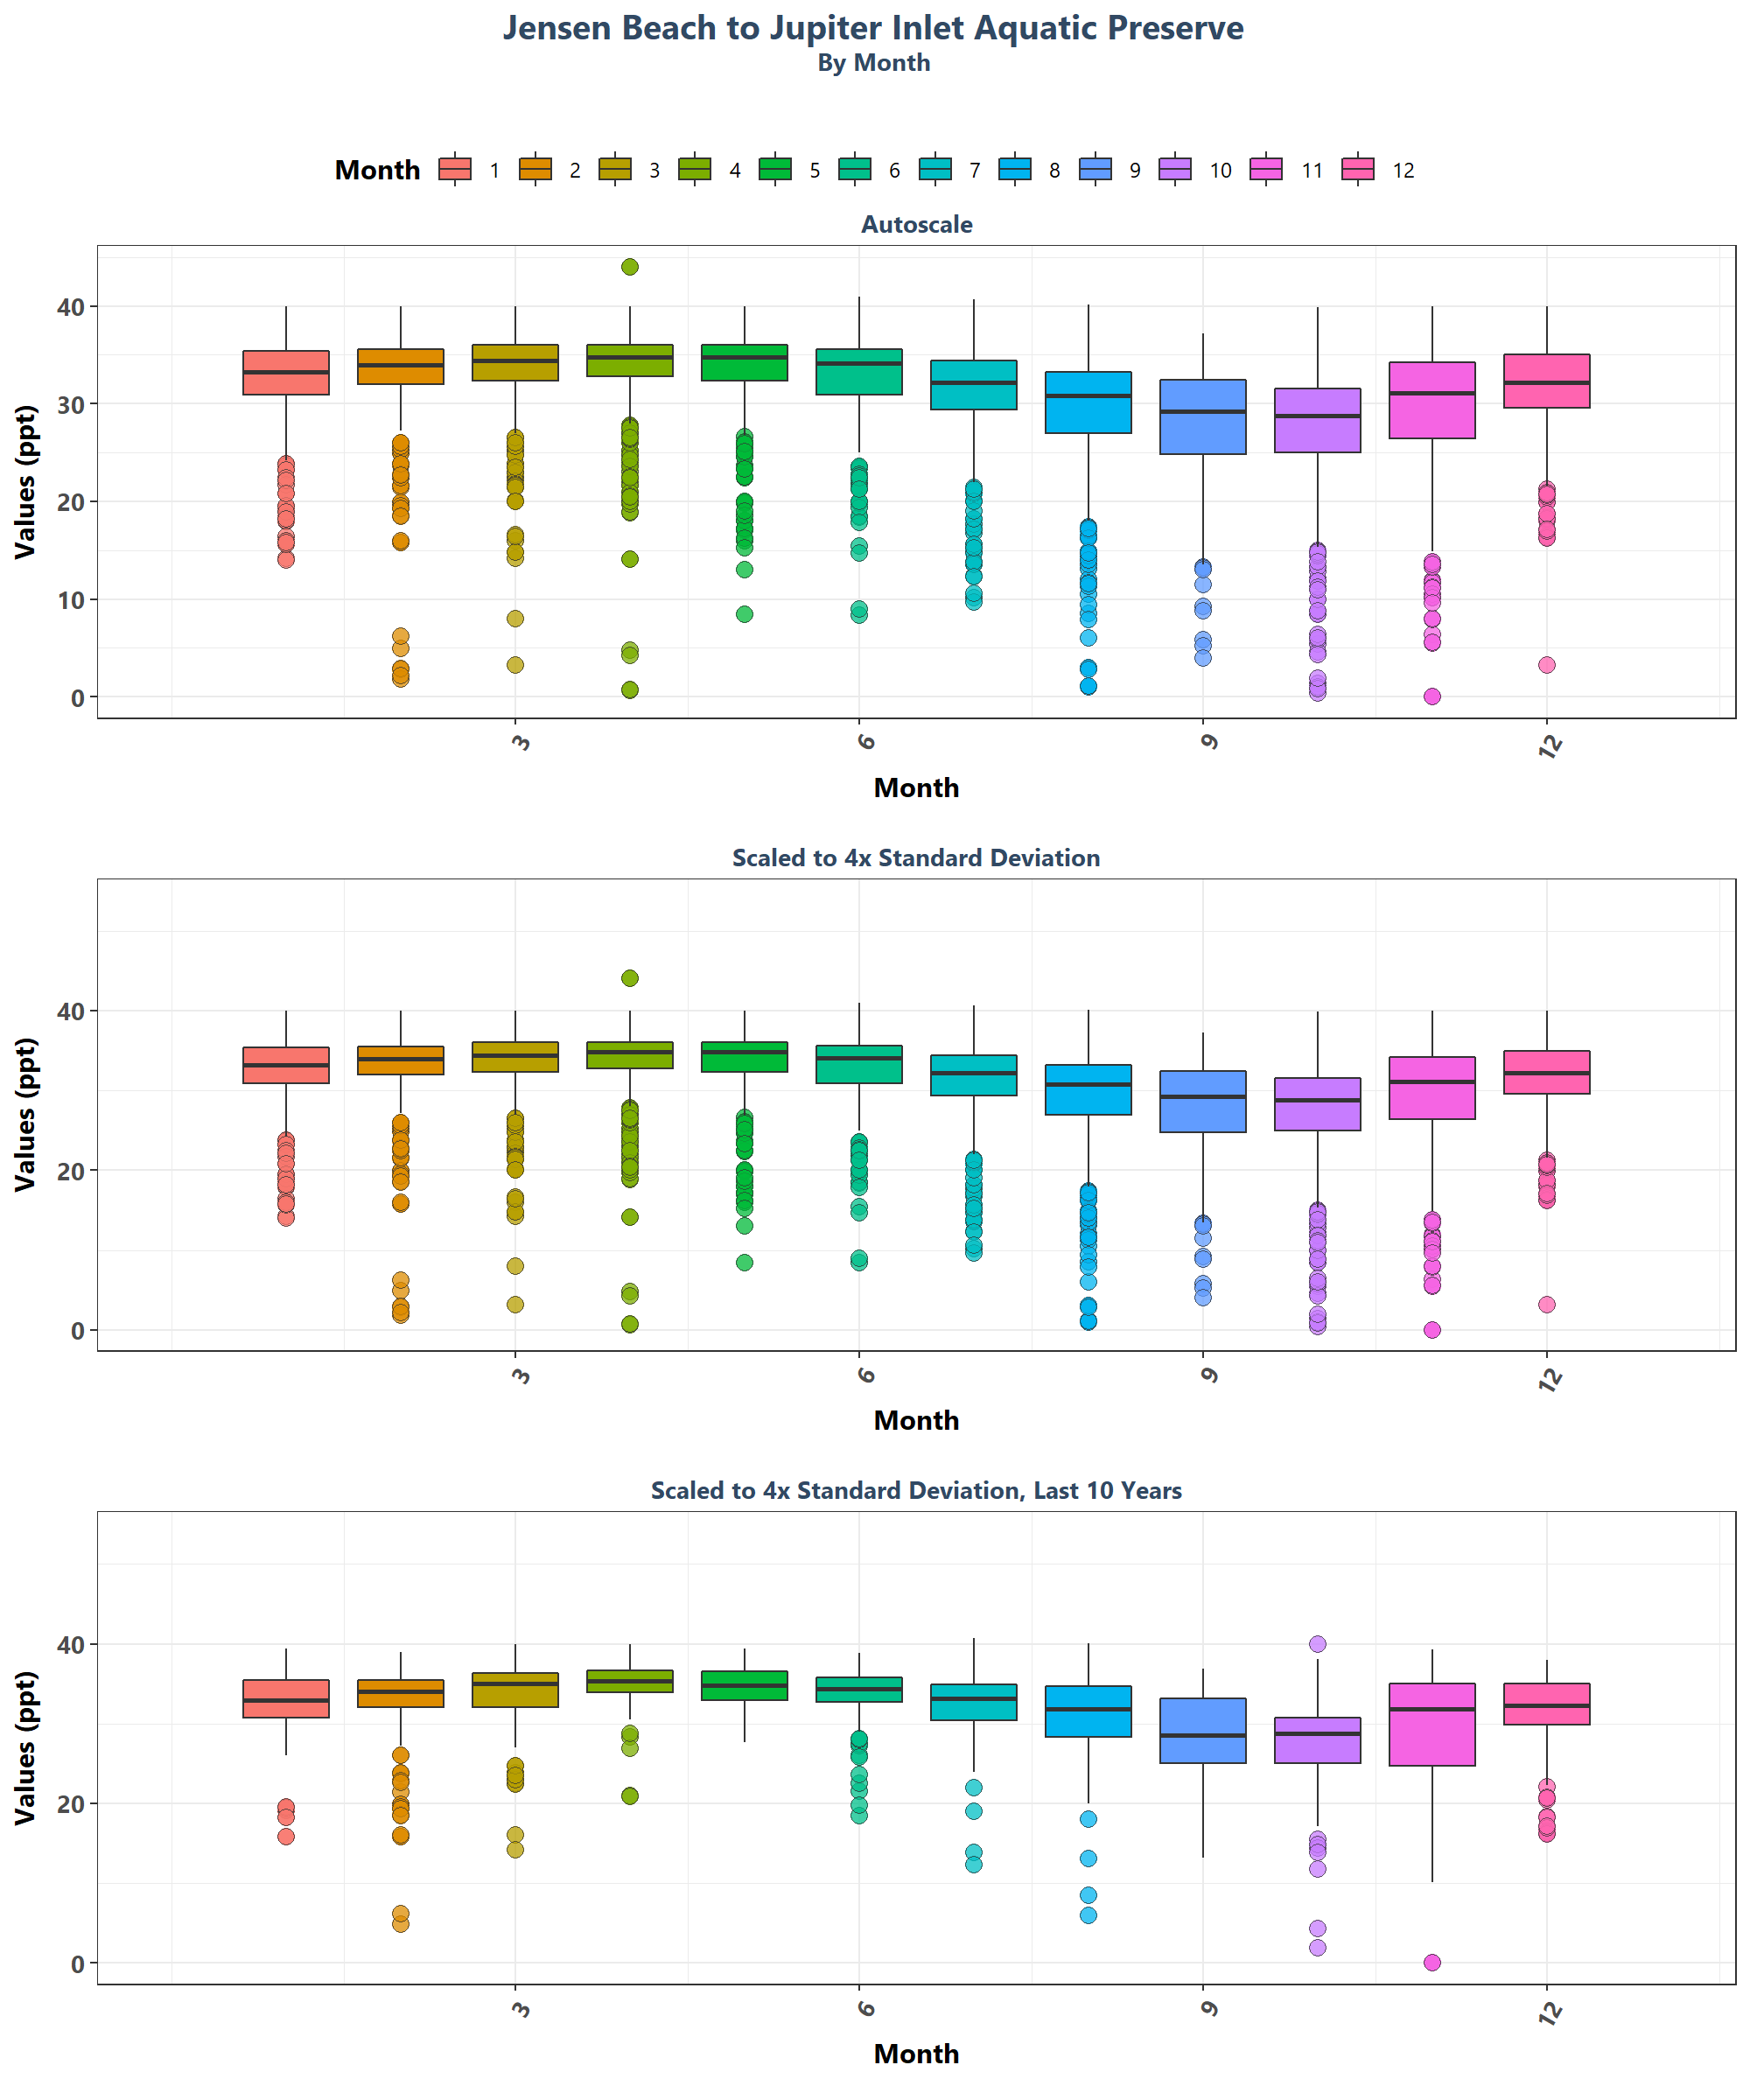 Jensen Beach to Jupiter Inlet Aquatic Preserve
By Month
Month 1 2 3 4 5 6 7 8 9 10 11 12
Autoscale
Values (ppt)
40
30
20
10
0
3 6 9 12
Month
Scaled to 4x Standard Deviation
Values (ppt)
40
20
0
3 6 9 12
Month
Scaled to 4x Standard Deviation, Last 10 Years
Values (ppt)
40
20
0
3 6 9 12
Month